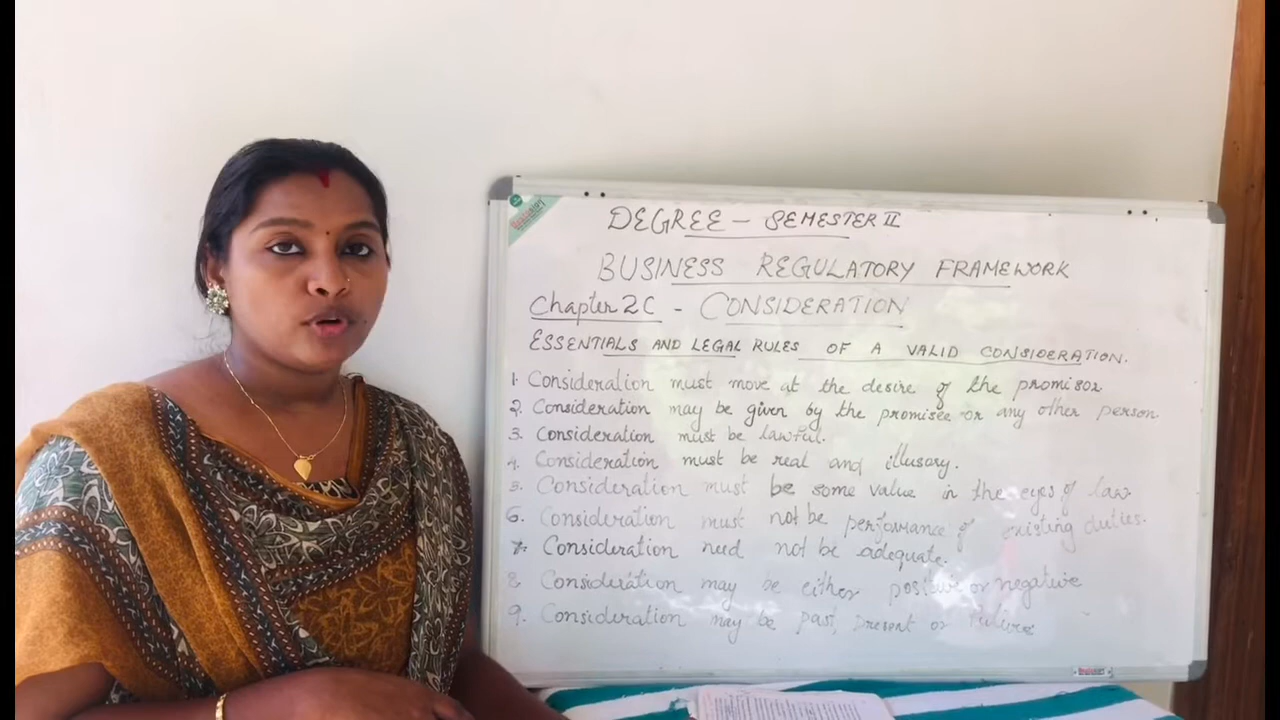 DEGREE - SEMESTER II
BUSINESS REGULATORY FRAMEWORK
Chapter 2C - CONSIDERATION
ESSENTIALS AND LEGAL RULES OF A VALID CONSIDERATION.
1. Consideration must move at the desire of the promisor
2. Consideration may be given by the promisee or any other person
3. Consideration must be lawful.
4. Consideration must be real and illusory.
5. Consideration must be some value in the eyes of law
6. Consideration must not be performance of existing duties.
7. Consideration need not be adequate.
8. Consideration may be either positive or negative
9. Consideration may be past, present or future